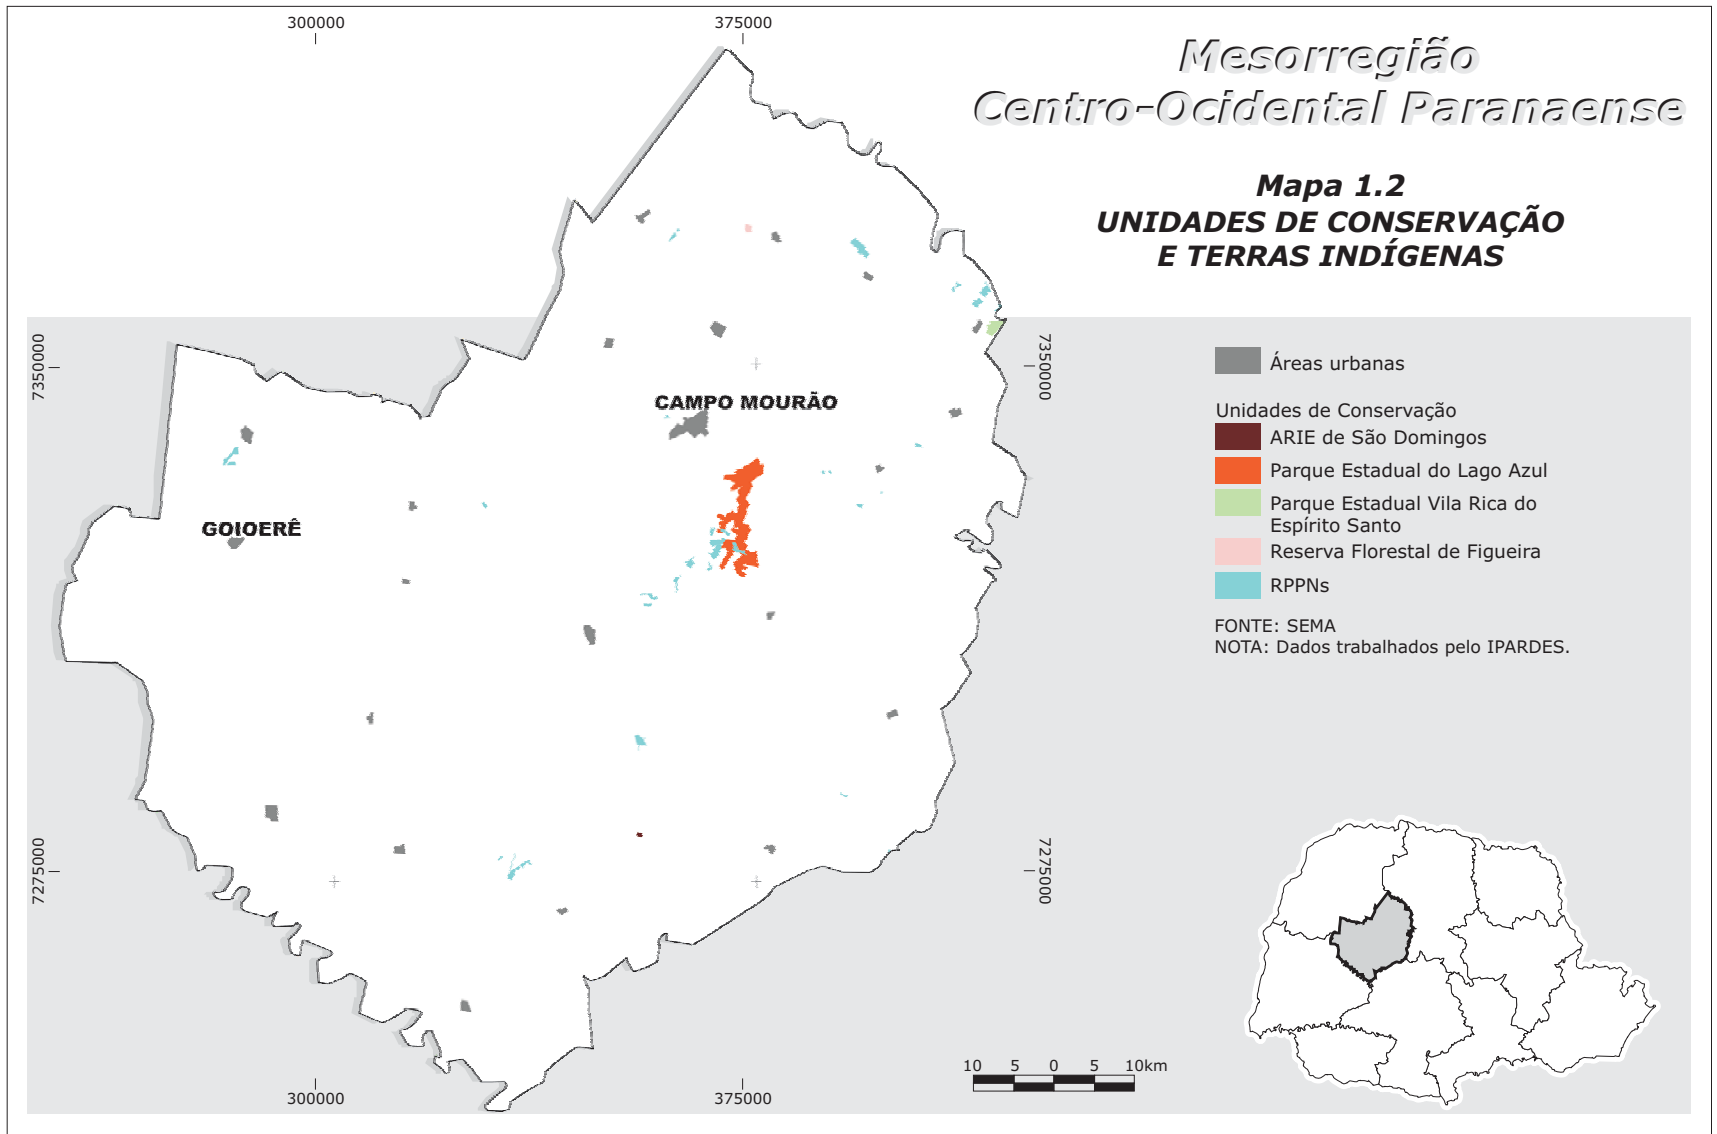 300000
375000
Mesorregião
Centro-Ocidental Paranaense
Mapa 1.2
UNIDADES DE CONSERVAÇÃO
E TERRAS INDÍGENAS
7350000
7350000
Áreas urbanas
CAMPO MOURÃO
Unidades de Conservação
ARIE de São Domingos
Parque Estadual do Lago Azul
Parque Estadual Vila Rica do
Espírito Santo
GOIOERÊ
Reserva Florestal de Figueira
RPPNs
FONTE: SEMA
NOTA: Dados trabalhados pelo IPARDES.
7275000
7275000
10 5 0 5 10km
300000
375000